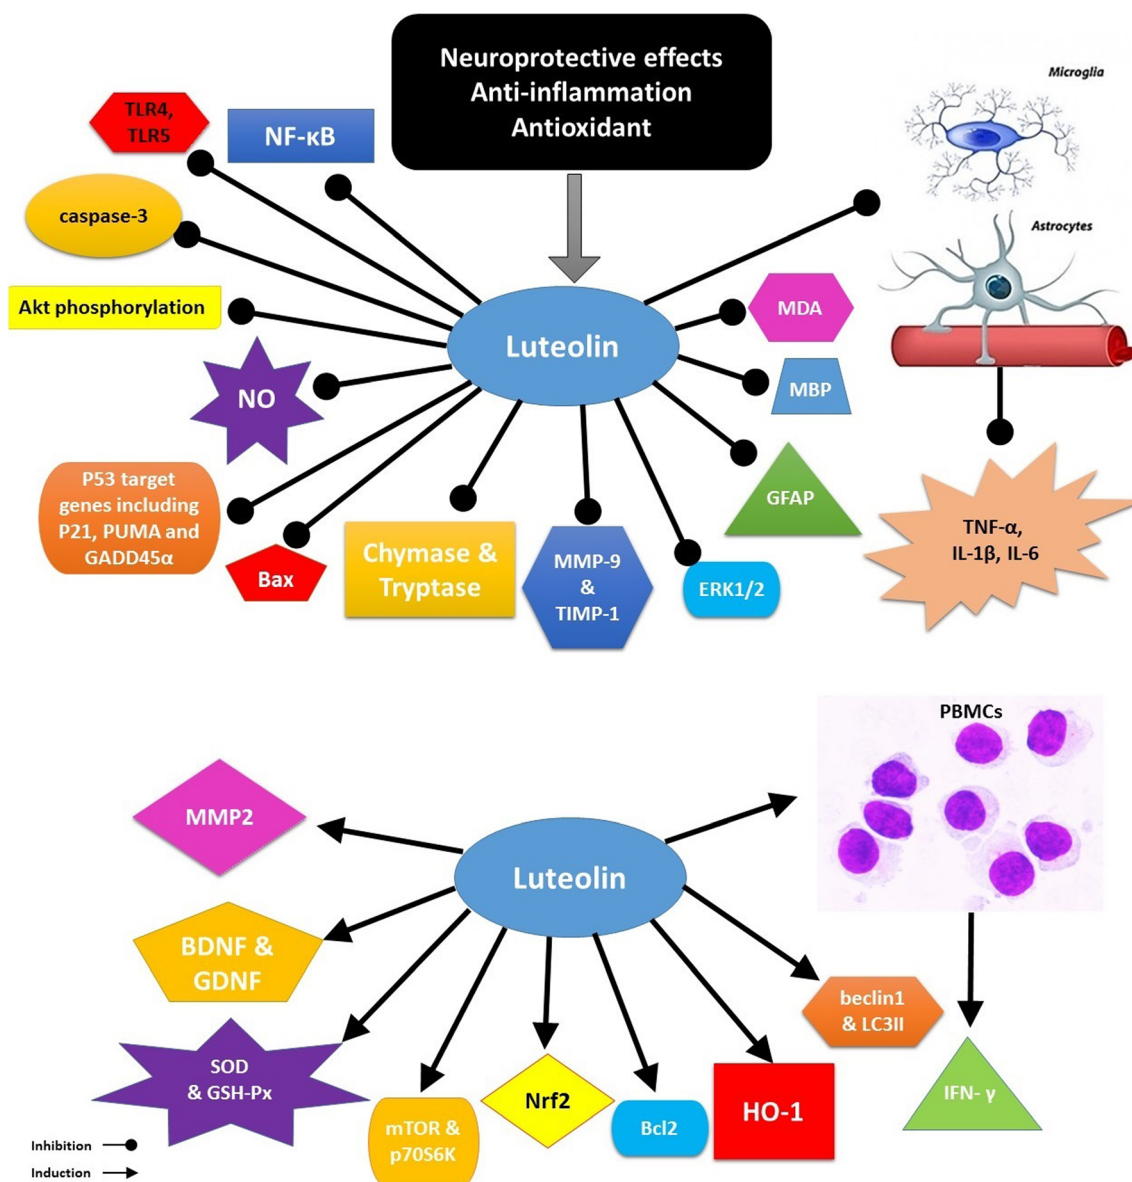 Neuroprotective effects
Anti-inflammation
Antioxidant
Microglia
TLR4,
TLR5
NF-κB
caspase-3
Astrocytes
Akt phosphorylation
Luteolin
MDA
NO
MBP
P53 target
genes including
P21, PUMA and
GADD45α
Bax
Chymase &
Tryptase
MMP-9
&
TIMP-1
ERK1/2
GFAP
TNF-α,
IL-1β, IL-6
PBMCs
MMP2
Luteolin
BDNF &
GDNF
beclin1
& LC3II
SOD
& GSH-Px
mTOR &
p70S6K
Nrf2
Bcl2
HO-1
IFN- γ
Inhibition
Induction